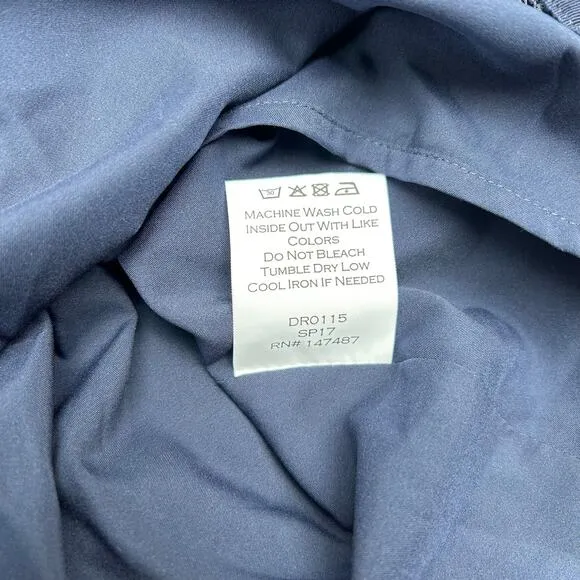 30
MACHINE WASH COLD
INSIDE OUT WITH LIKE
COLORS
DO NOT BLEACH
TUMBLE DRY LOW
COOL IRON IF NEEDED
DR0115
SP17
RN# 147487